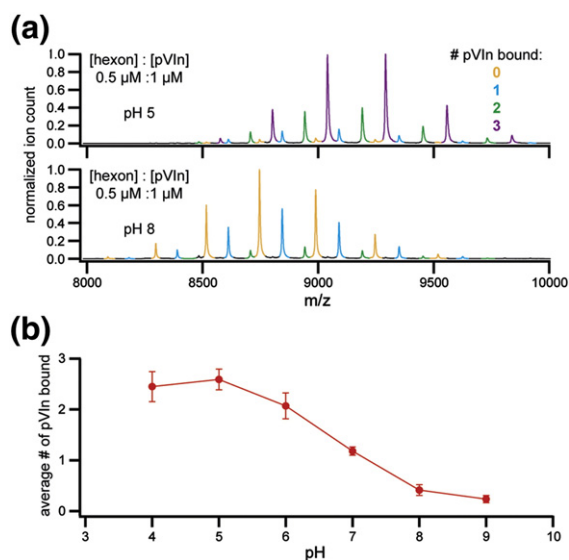 (a)
[hexon] : [pVIn]
0.5 µM :1 µM
pH 5
# pVIn bound:
0
1
2
3
1.0
0.8
0.6
0.4
0.2
0.0
normalized ion count
[hexon] : [pVIn]
0.5 µM :1 µM
pH 8
1.0
0.8
0.6
0.4
0.2
0.0
8000 8500 9000 9500 10000
m/z
(b)
average # of pVIn bound
3
2
1
0
3 4 5 6 7 8 9 10
pH